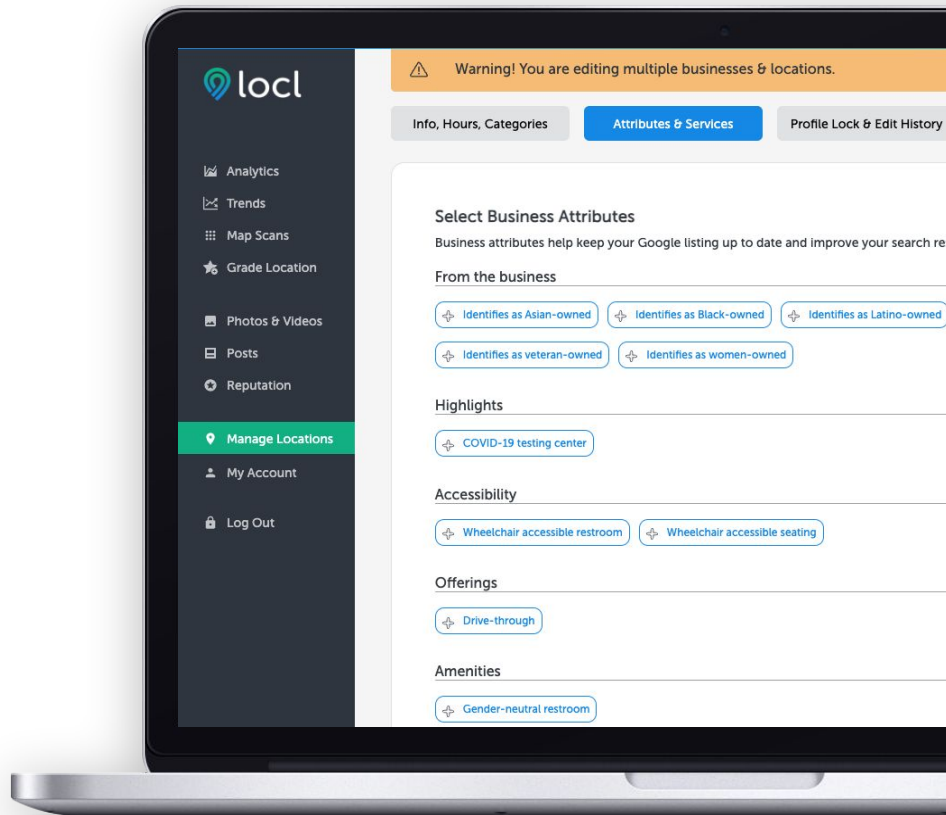 locl
Warning! You are editing multiple businesses & locations.
Info, Hours, Categories
Attributes & Services
Profile Lock & Edit History
Analytics
Trends
Map Scans
Grade Location
Photos & Videos
Posts
Reputation
Manage Locations
My Account
Log Out
Select Business Attributes
Business attributes help keep your Google listing up to date and improve your search re
From the business
Identifies as Asian-owned
Identifies as Black-owned
Identifies as Latino-owned
Identifies as veteran-owned
Identifies as women-owned
Highlights
COVID-19 testing center
Accessibility
Wheelchair accessible restroom
Wheelchair accessible seating
Offerings
Drive-through
Amenities
Gender-neutral restroom